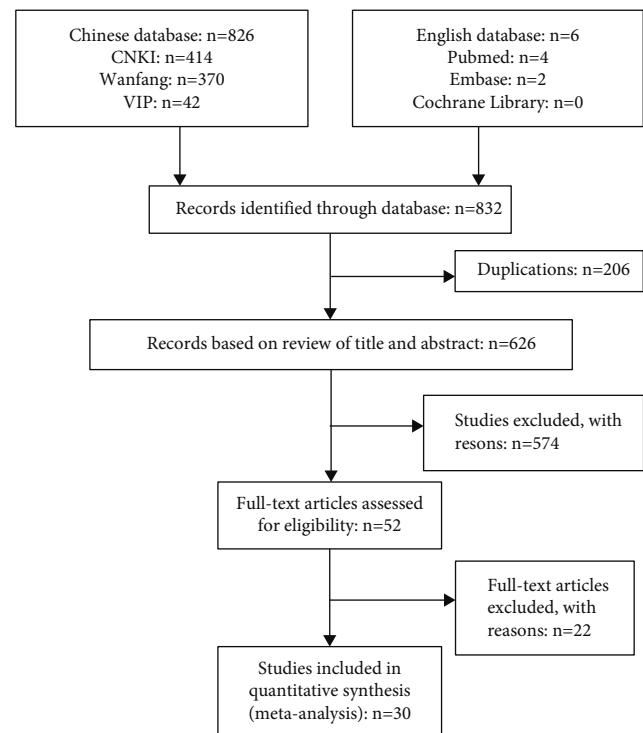 Chinese database: n=826
CNKI: n=414
Wanfang: n=370
VIP: n=42
English database: n=6
Pubmed: n=4
Embase: n=2
Cochrane Library: n=0
Records identified through database: n=832
Duplications: n=206
Records based on review of title and abstract: n=626
Studies excluded, with
resons: n=574
Full-text articles assessed
for eligibility: n=52
Full-text articles
excluded, with
reasons: n=22
Studies included in
quantitative synthesis
(meta-analysis): n=30